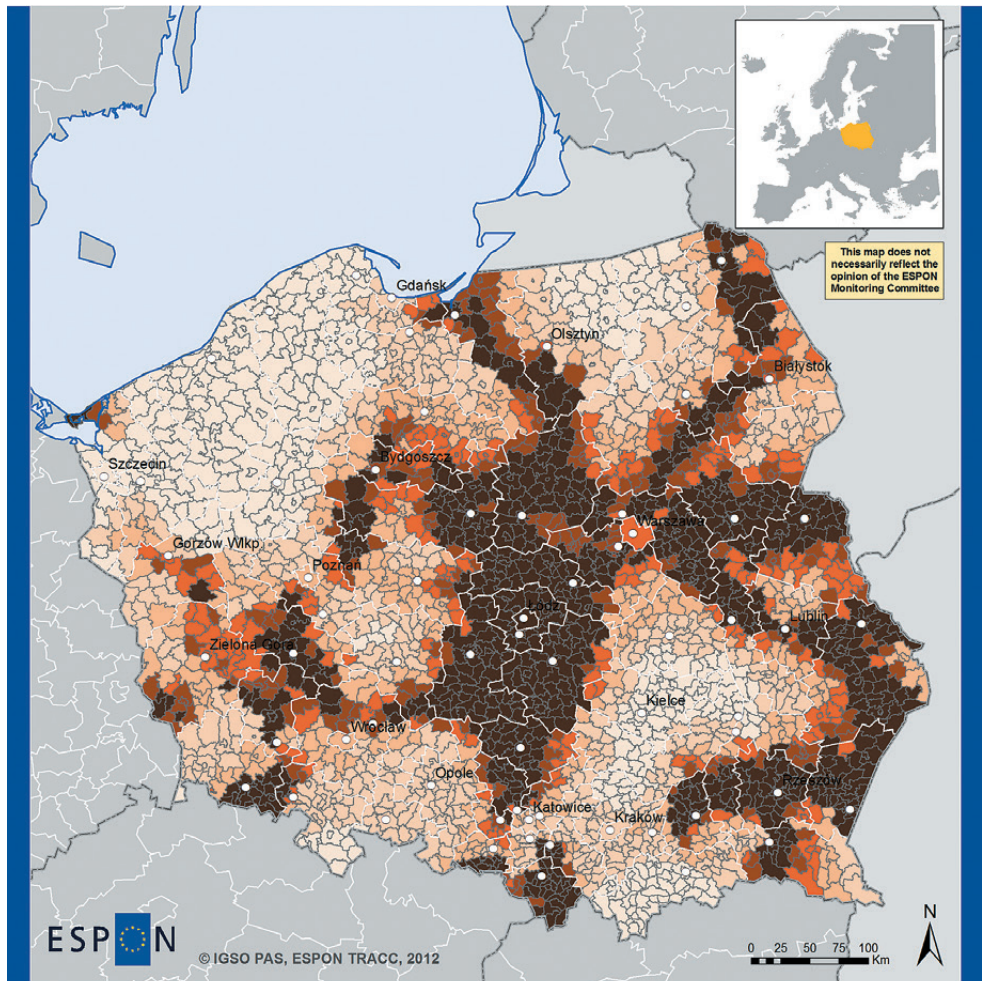 This map does not
necessarily reflect the
opinion of the ESPON
Monitoring Committee
Gdańsk
Olsztyn
Białystok
Szczecin
Bydgoszcz
Warszawa
Gorzów Wlkp
Poznań
Łódź
Lublin
Zielona Góra
Kielce
Wrocław
Opole
Rzeszów
Katowice
Kraków
ESPON
© IGSO PAS, ESPON TRACC, 2012
N
0 25 50 75 100
Km